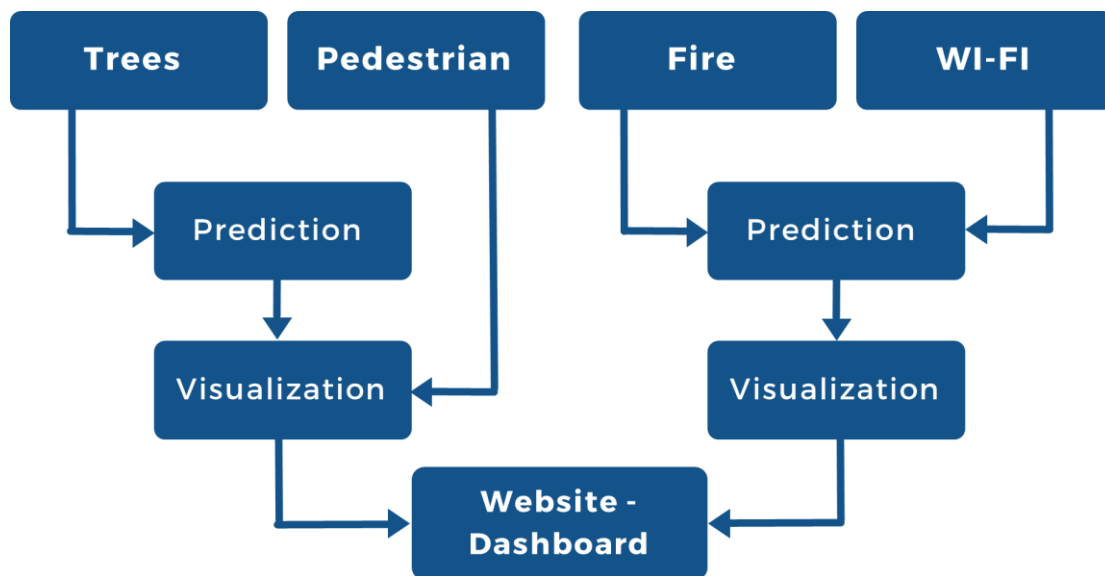 Trees
Pedestrian
Fire
WI-FI
Prediction
Prediction
Visualization
Visualization
Website -
Dashboard